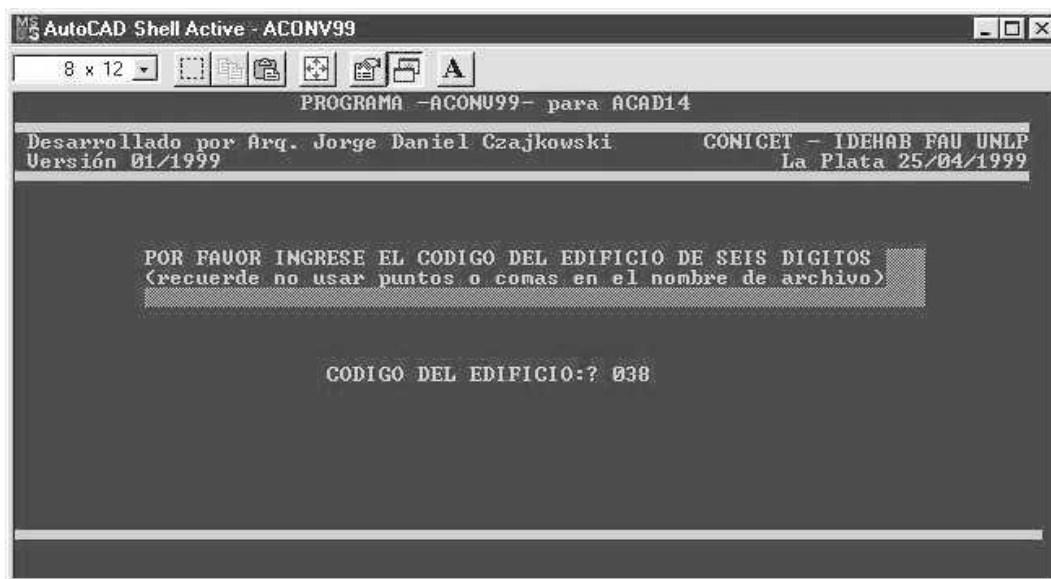 MS AutoCAD Shell Active - ACONV99
8 x 12 A
PROGRAMA -ACONV99- para ACAD14
Desarrollado por Arq. Jorge Daniel Czajkowski CONICET - IDEHAB FAU UNLP
Versión 01/1999 La Plata 25/04/1999
POR FAVOR INGRESE EL CODIGO DEL EDIFICIO DE SEIS DIGITOS
(recuerde no usar puntos o comas en el nombre de archivo)
CODIGO DEL EDIFICIO:? 038